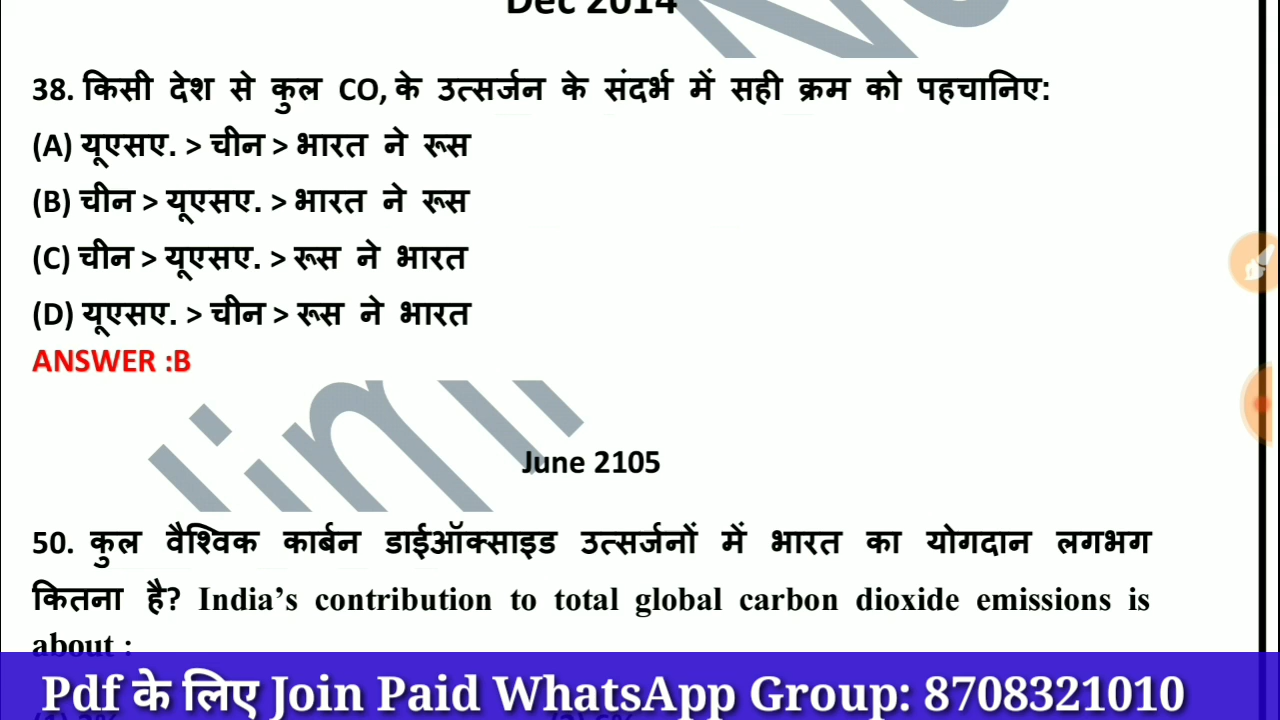 Dec 2014
38. किसी देश से कुल CO, के उत्सर्जन के संदर्भ में सही क्रम को पहचानिए:
(A) यूएसए. > चीन > भारत ने रूस
(B) चीन > यूएसए. > भारत ने रूस
(C) चीन > यूएसए. > रूस ने भारत
(D) यूएसए. > चीन > रूस ने भारत
ANSWER :B
June 2105
50. कुल वैश्विक कार्बन डाईऑक्साइड उत्सर्जनों में भारत का योगदान लगभग
कितना है? India’s contribution to total global carbon dioxide emissions is
about :
Pdf के लिए Join Paid WhatsApp Group: 8708321010